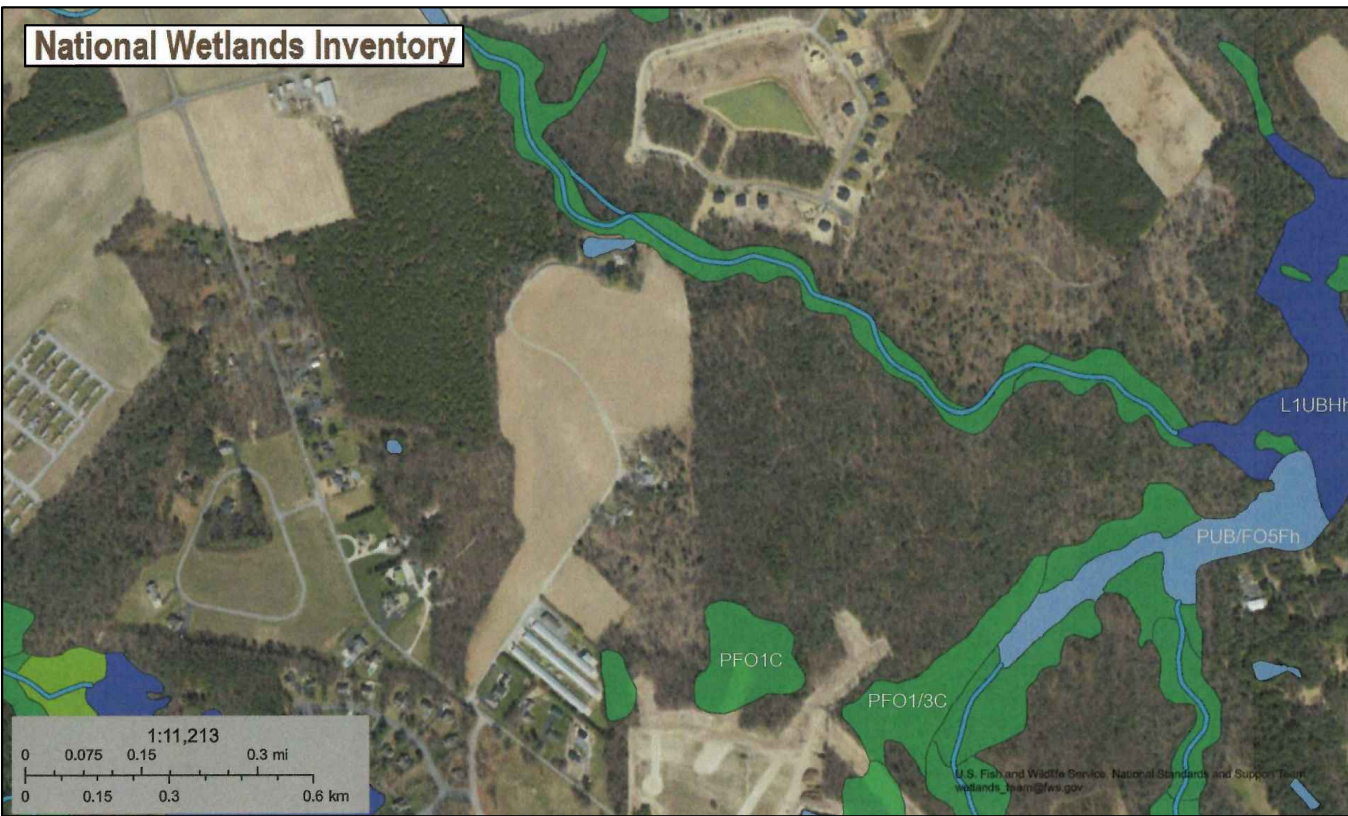 National Wetlands Inventory
L1UBHh
PUB/FO5Fh
PFO1C
PFO1/3C
1:11,213
0 0.075 0.15 0.3 mi
0 0.15 0.3 0.6 km
U.S. Fish and Wildlife Service, National Standards and Support Team
wetlands_team@fws.gov